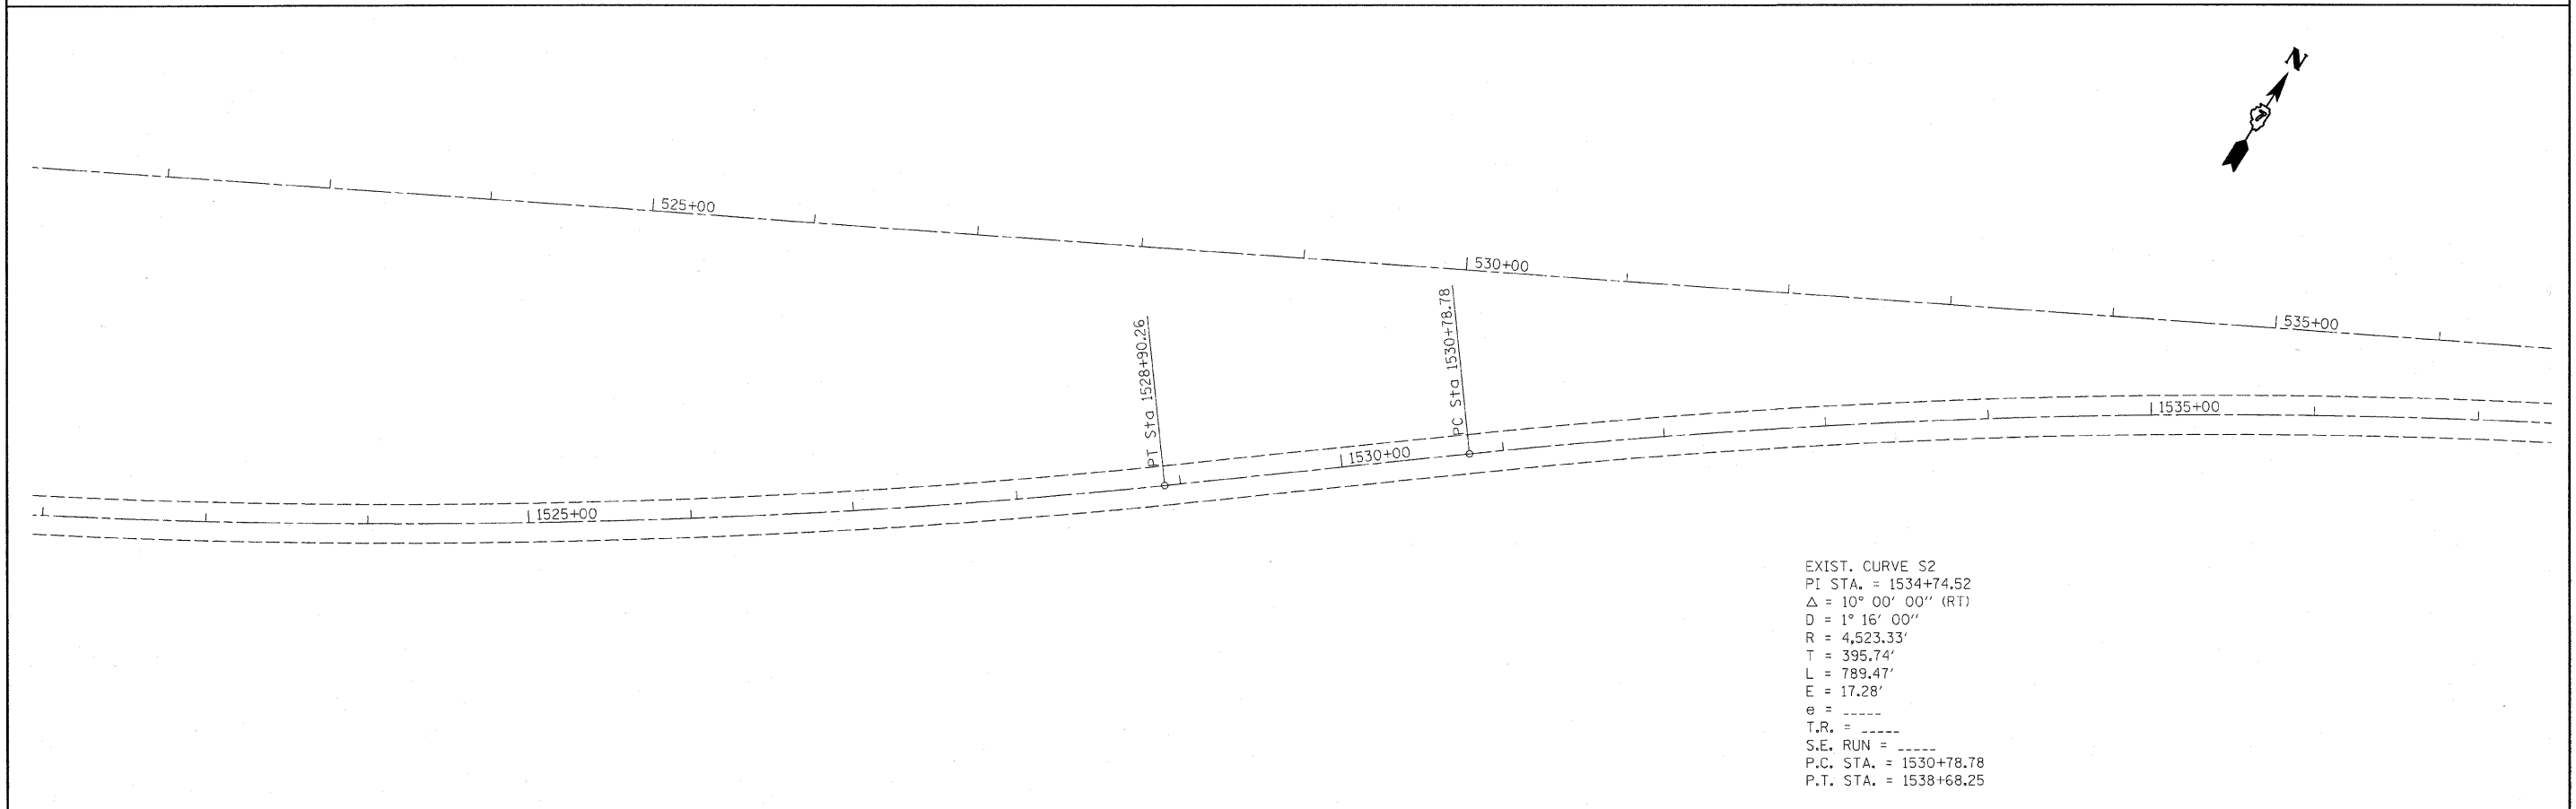 N
7
525+00
530+00
535+00
PT Sta 1528+90.26
PC Sta 1530+78.78
1525+00
1530+00
1535+00
EXIST. CURVE S2
PI STA. = 1534+74.52
Δ = 10° 00' 00'' (RT)
D = 1° 16' 00''
R = 4,523.33'
T = 395.74'
L = 789.47'
E = 17.28'
e = _____
T.R. = _____
S.E. RUN = _____
P.C. STA. = 1530+78.78
P.T. STA. = 1538+68.25